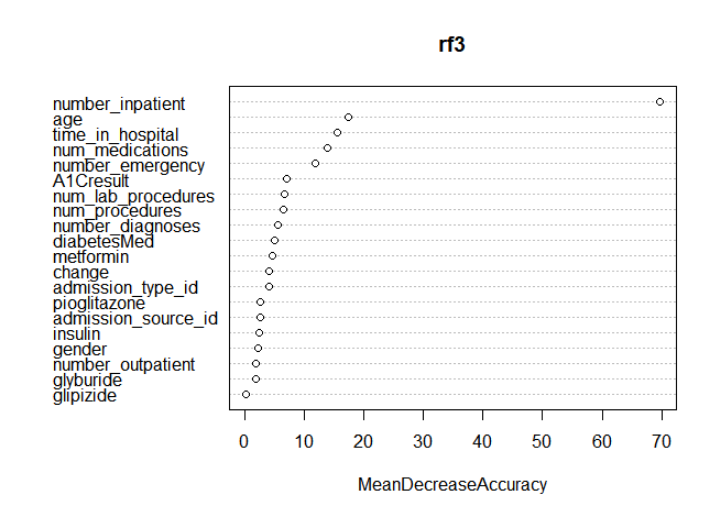 rf3
number_inpatient
age
time_in_hospital
num_medications
number_emergency
A1Cresult
num_lab_procedures
num_procedures
number_diagnoses
diabetesMed
metformin
change
admission_type_id
pioglitazone
admission_source_id
insulin
gender
number_outpatient
glyburide
glipizide
0 10 20 30 40 50 60 70
MeanDecreaseAccuracy